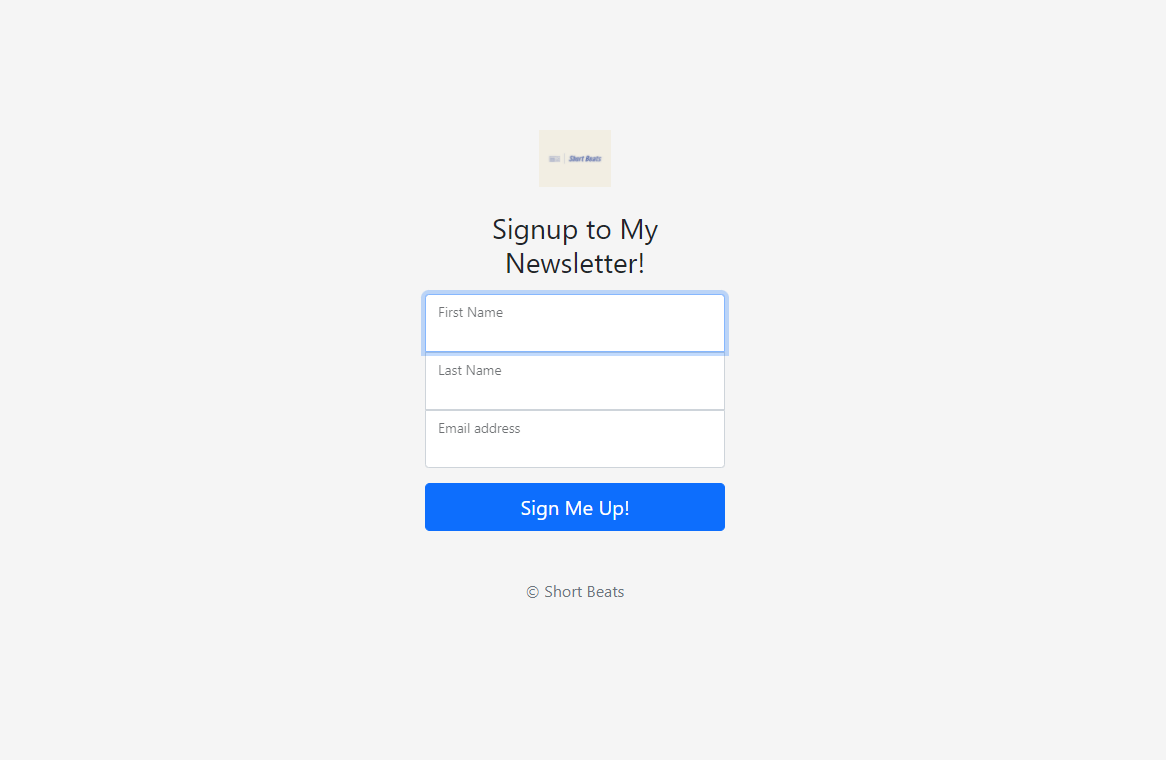 Short Beats
Signup to My
Newsletter!
First Name
Last Name
Email address
Sign Me Up!
© Short Beats